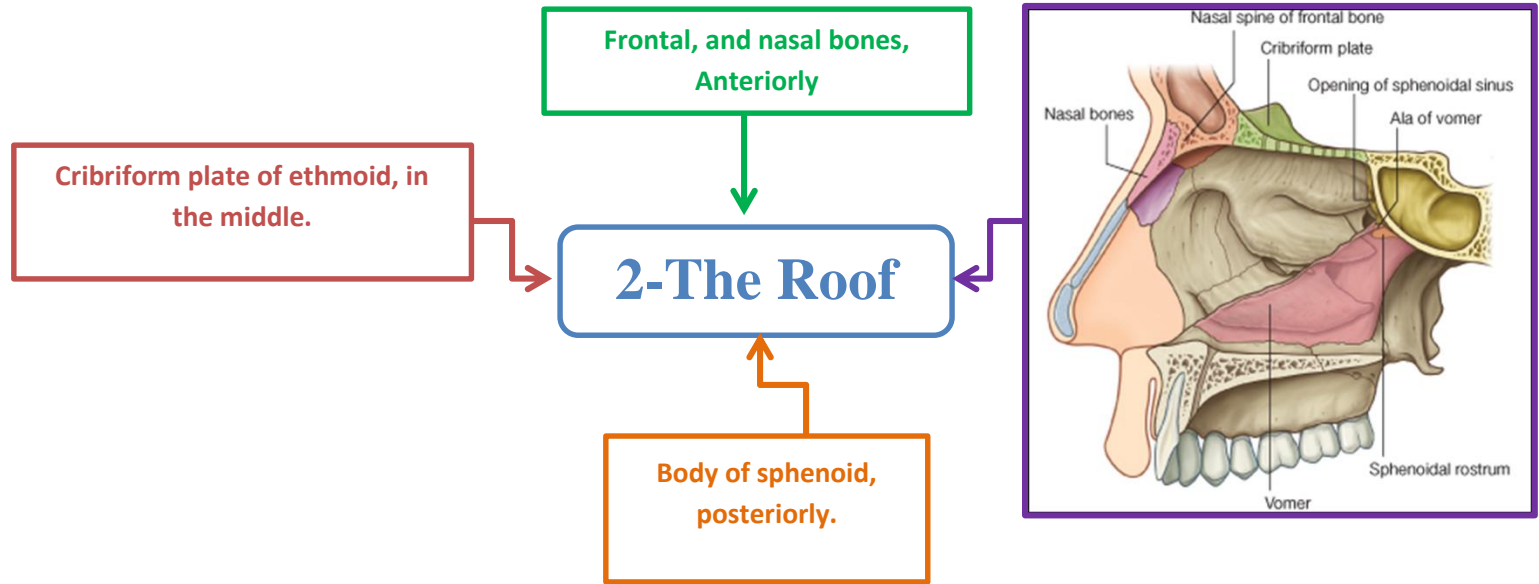 Frontal, and nasal bones,
Anteriorly
Cribriform plate of ethmoid, in
the middle.
2-The Roof
Body of sphenoid,
posteriorly.
Nasal spine of frontal bone
Cribriform plate
Opening of sphenoidal sinus
Nasal bones
Ala of vomer
Sphenoidal rostrum
Vomer